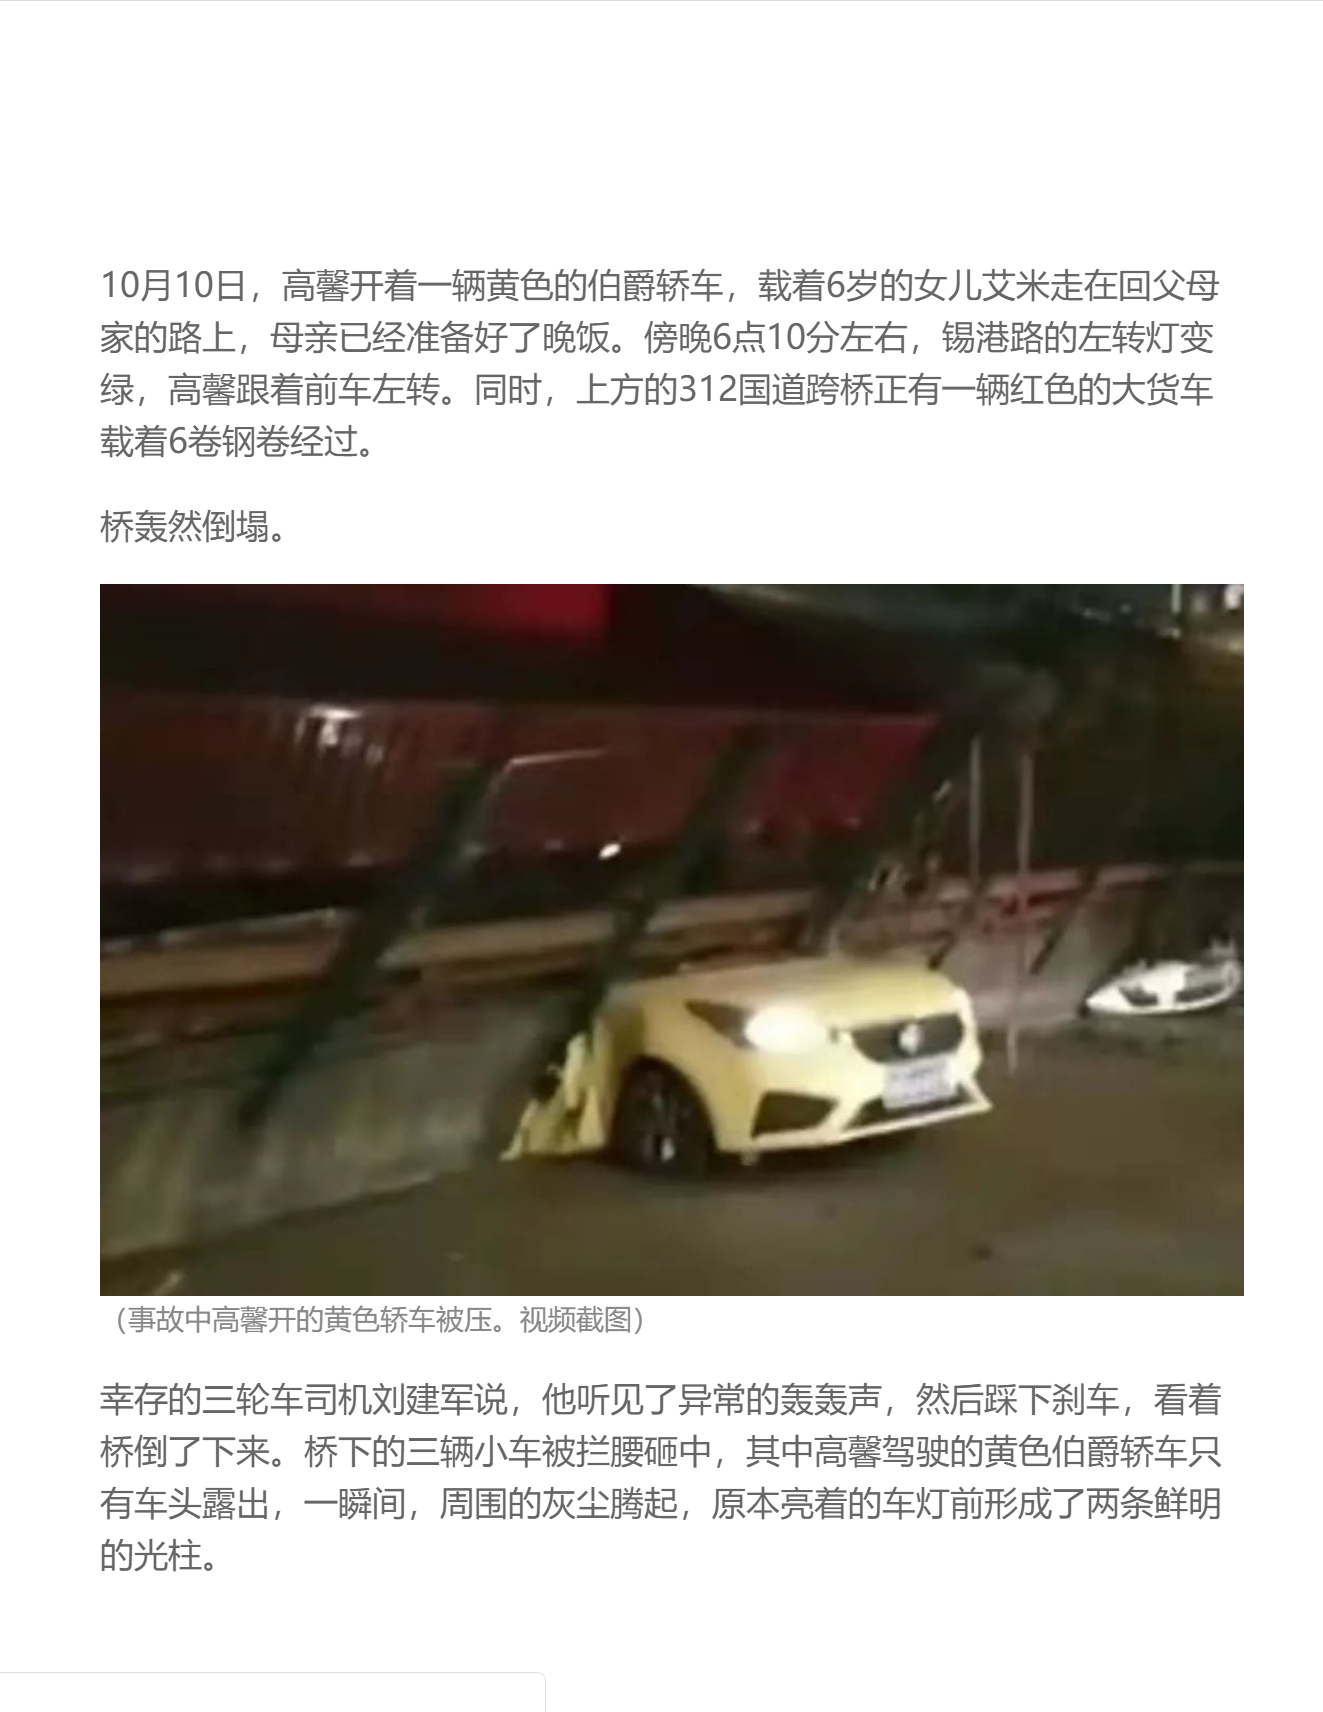 10月10日，高馨开着一辆黄色的伯爵轿车，载着6岁的女儿艾米走在回父母
家的路上，母亲已经准备好了晚饭。傍晚6点10分左右，锡港路的左转灯变
绿，高馨跟着前车左转。同时，上方的312国道跨桥正有一辆红色的大货车
载着6卷钢卷经过。
桥轰然倒塌。
（事故中高馨开的黄色轿车被压。视频截图）
幸存的三轮车司机刘建军说，他听见了异常的轰轰声，然后踩下刹车，看着
桥倒了下来。桥下的三辆小车被拦腰砸中，其中高馨驾驶的黄色伯爵轿车只
有车头露出，一瞬间，周围的灰尘腾起，原本亮着的车灯前形成了两条鲜明
的光柱。